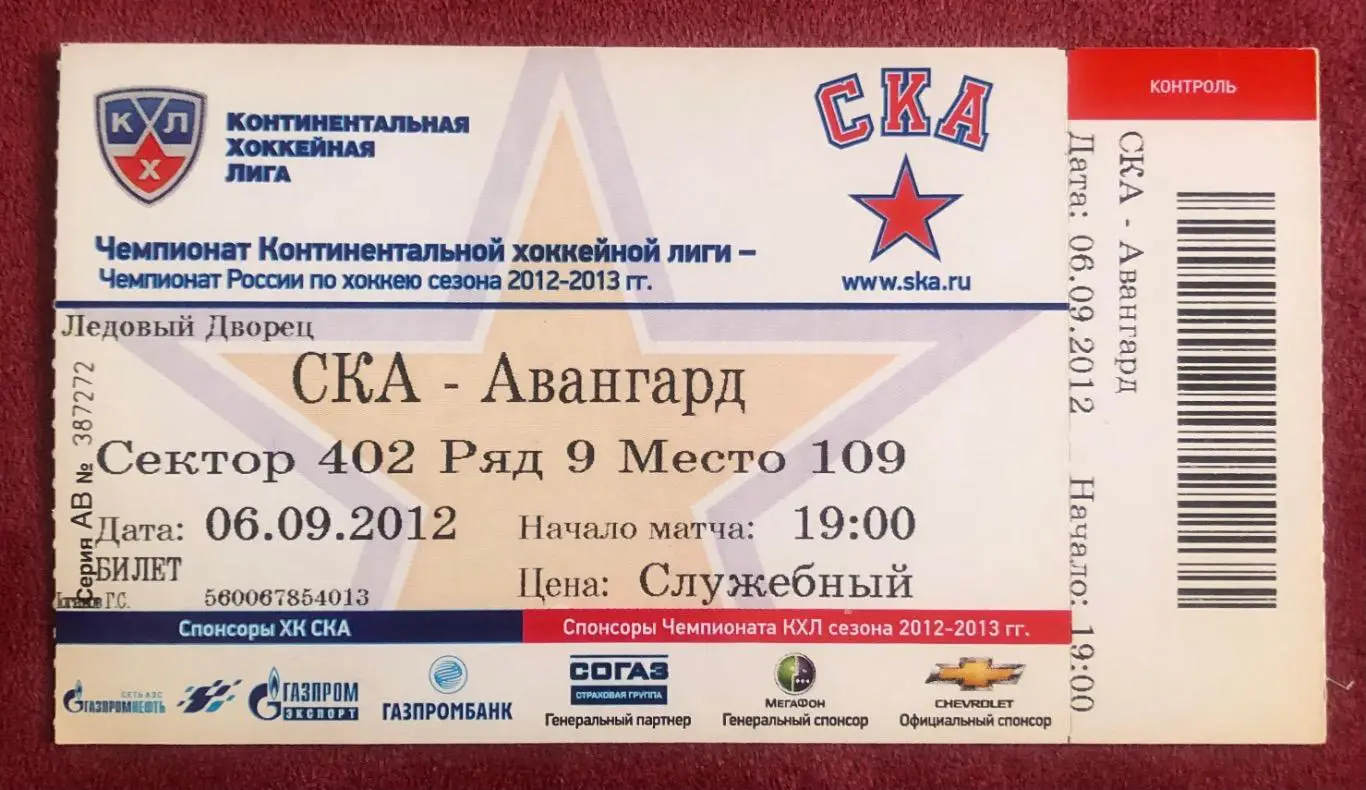 КХЛ
Х
КОНТИНЕНТАЛЬНАЯ
ХОККЕЙНАЯ
ЛИГА
СКА
www.ska.ru
Чемпионат Континентальной хоккейной лиги –
Чемпионат России по хоккею сезона 2012-2013 гг.
Ледовый Дворец
СКА - Авангард
Сектор 402 Ряд 9 Место 109
Дата: 06.09.2012 Начало матча: 19:00
БИЛЕТ Цена: Служебный
Г.С. 560067854013
Серия АВ № 387272
Спонсоры ХК СКА
Спонсоры Чемпионата КХЛ сезона 2012-2013 гг.
СЕТЬ АЗС
ГАЗПРОМНЕФТЬ
ГАЗПРОМ
ЭКСПОРТ
ГАЗПРОМБАНК
СОГАЗ
СТРАХОВАЯ ГРУППА
Генеральный партнер
МЕГАФОН
Генеральный спонсор
CHEVROLET
Официальный спонсор
КОНТРОЛЬ
СКА - Авангард
Дата: 06.09.2012 Начало: 19:00